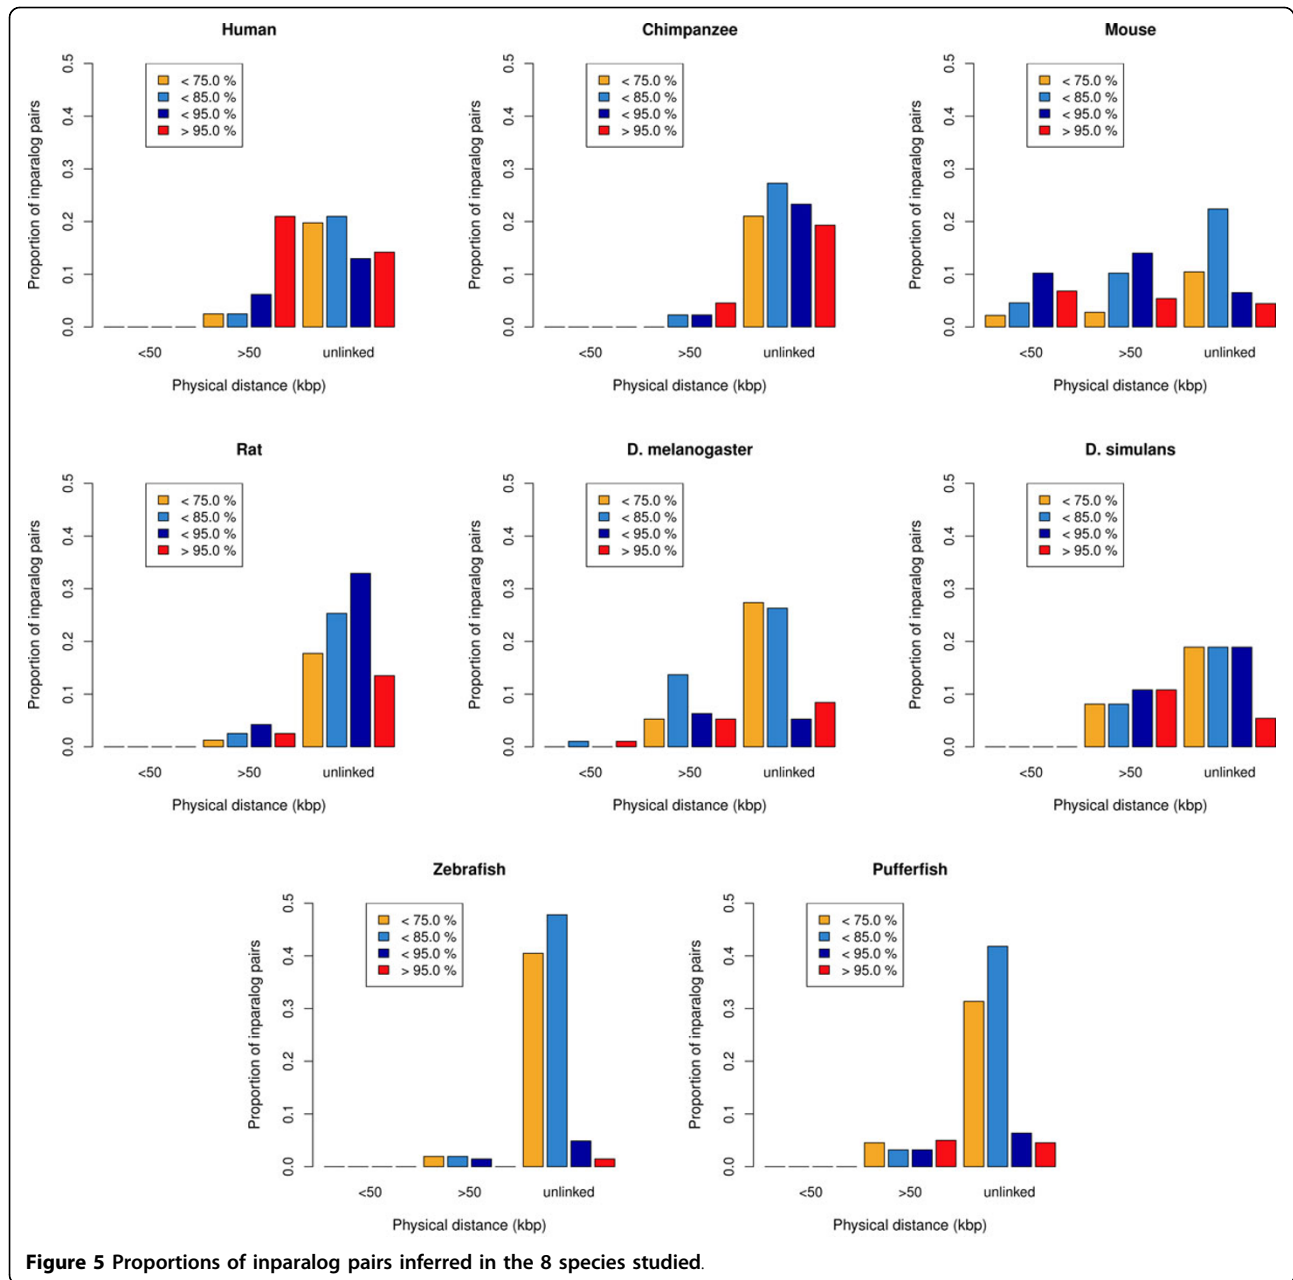 Human
Proportion of inparalog pairs
0.0 0.1 0.2 0.3 0.4 0.5
< 75.0 %
< 85.0 %
< 95.0 %
> 95.0 %
<50 >50 unlinked
Physical distance (kbp)
Chimpanzee
Proportion of inparalog pairs
0.0 0.1 0.2 0.3 0.4 0.5
< 75.0 %
< 85.0 %
< 95.0 %
> 95.0 %
<50 >50 unlinked
Physical distance (kbp)
Mouse
Proportion of inparalog pairs
0.0 0.1 0.2 0.3 0.4 0.5
< 75.0 %
< 85.0 %
< 95.0 %
> 95.0 %
<50 >50 unlinked
Physical distance (kbp)
Rat
Proportion of inparalog pairs
0.0 0.1 0.2 0.3 0.4 0.5
< 75.0 %
< 85.0 %
< 95.0 %
> 95.0 %
<50 >50 unlinked
Physical distance (kbp)
D. melanogaster
Proportion of inparalog pairs
0.0 0.1 0.2 0.3 0.4 0.5
< 75.0 %
< 85.0 %
< 95.0 %
> 95.0 %
<50 >50 unlinked
Physical distance (kbp)
D. simulans
Proportion of inparalog pairs
0.0 0.1 0.2 0.3 0.4 0.5
< 75.0 %
< 85.0 %
< 95.0 %
> 95.0 %
<50 >50 unlinked
Physical distance (kbp)
Zebrafish
Proportion of inparalog pairs
0.0 0.1 0.2 0.3 0.4 0.5
< 75.0 %
< 85.0 %
< 95.0 %
> 95.0 %
<50 >50 unlinked
Physical distance (kbp)
Pufferfish
Proportion of inparalog pairs
0.0 0.1 0.2 0.3 0.4 0.5
< 75.0 %
< 85.0 %
< 95.0 %
> 95.0 %
<50 >50 unlinked
Physical distance (kbp)
Figure 5 Proportions of inparalog pairs inferred in the 8 species studied.